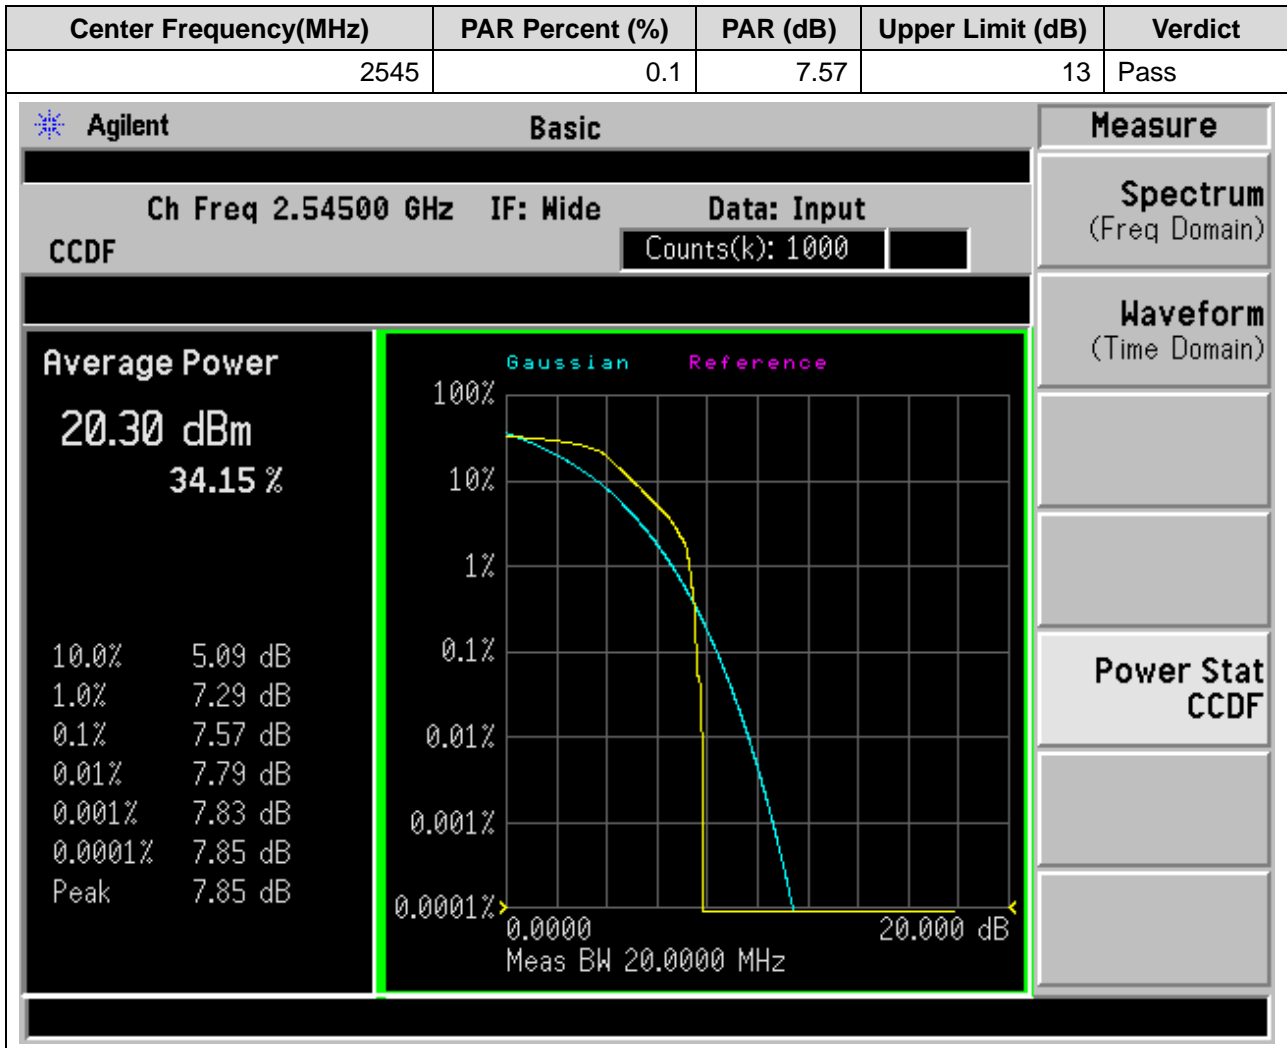 Center Frequency(MHz) PAR Percent (%) PAR (dB) Upper Limit (dB) Verdict
2545 0.1 7.57 13 Pass
Agilent Basic Measure
Ch Freq 2.54500 GHz IF: Wide Data: Input
CCDF Counts(k): 1000
Average Power
20.30 dBm
34.15 %
10.0% 5.09 dB
1.0% 7.29 dB
0.1% 7.57 dB
0.01% 7.79 dB
0.001% 7.83 dB
0.0001% 7.85 dB
Peak 7.85 dB
Gaussian Reference
100%
10%
1%
0.1%
0.01%
0.001%
0.0001%
0.0000 20.000 dB
Meas BW 20.0000 MHz
Spectrum
(Freq Domain)
Waveform
(Time Domain)
Power Stat
CCDF